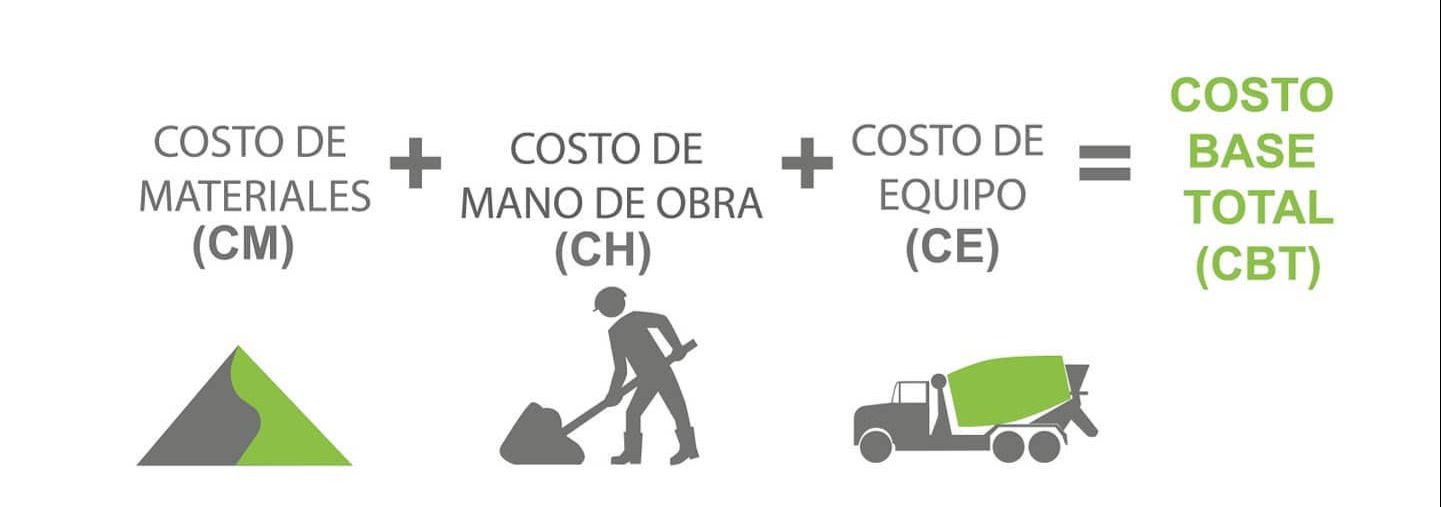 COSTO DE
MATERIALES
(CM)
+
COSTO DE
MANO DE OBRA
(CH)
+
COSTO DE
EQUIPO
(CE)
=
COSTO
BASE
TOTAL
(CBT)